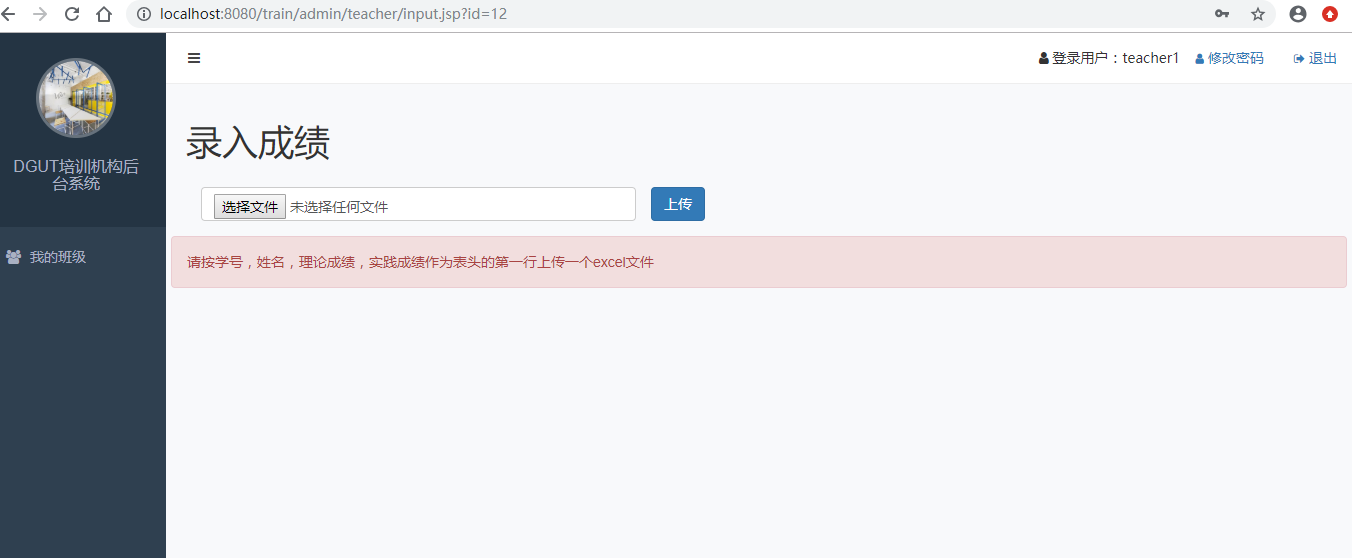 localhost:8080/train/admin/teacher/input.jsp?id=12
登录用户：teacher1 修改密码 退出
DGUT培训机构后
台系统
我的班级
录入成绩
选择文件 未选择任何文件 上传
请按学号，姓名，理论成绩，实践成绩作为表头的第一行上传一个excel文件